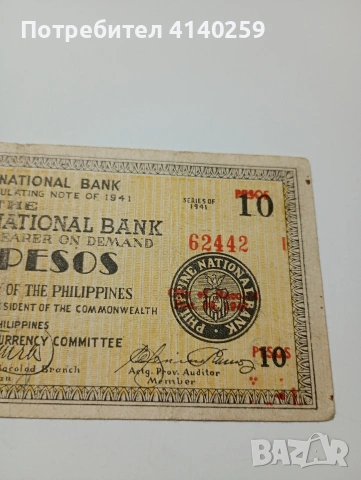 Потребител 4140259
NATIONAL BANK
CULATING NOTE OF 1941
THE
NATIONAL BANK
BEARER ON DEMAND
PESOS
OF THE PHILIPPINES
PRESIDENT OF THE COMMONWEALTH
PHILIPPINES
CURRENCY COMMITTEE
Bacolod Branch
Actg. Prov. Auditor
Member
SERIES OF
1941
PESOS
10
62442
PHILIPPINE NATIONAL BANK
PESOS
10
BAZAR